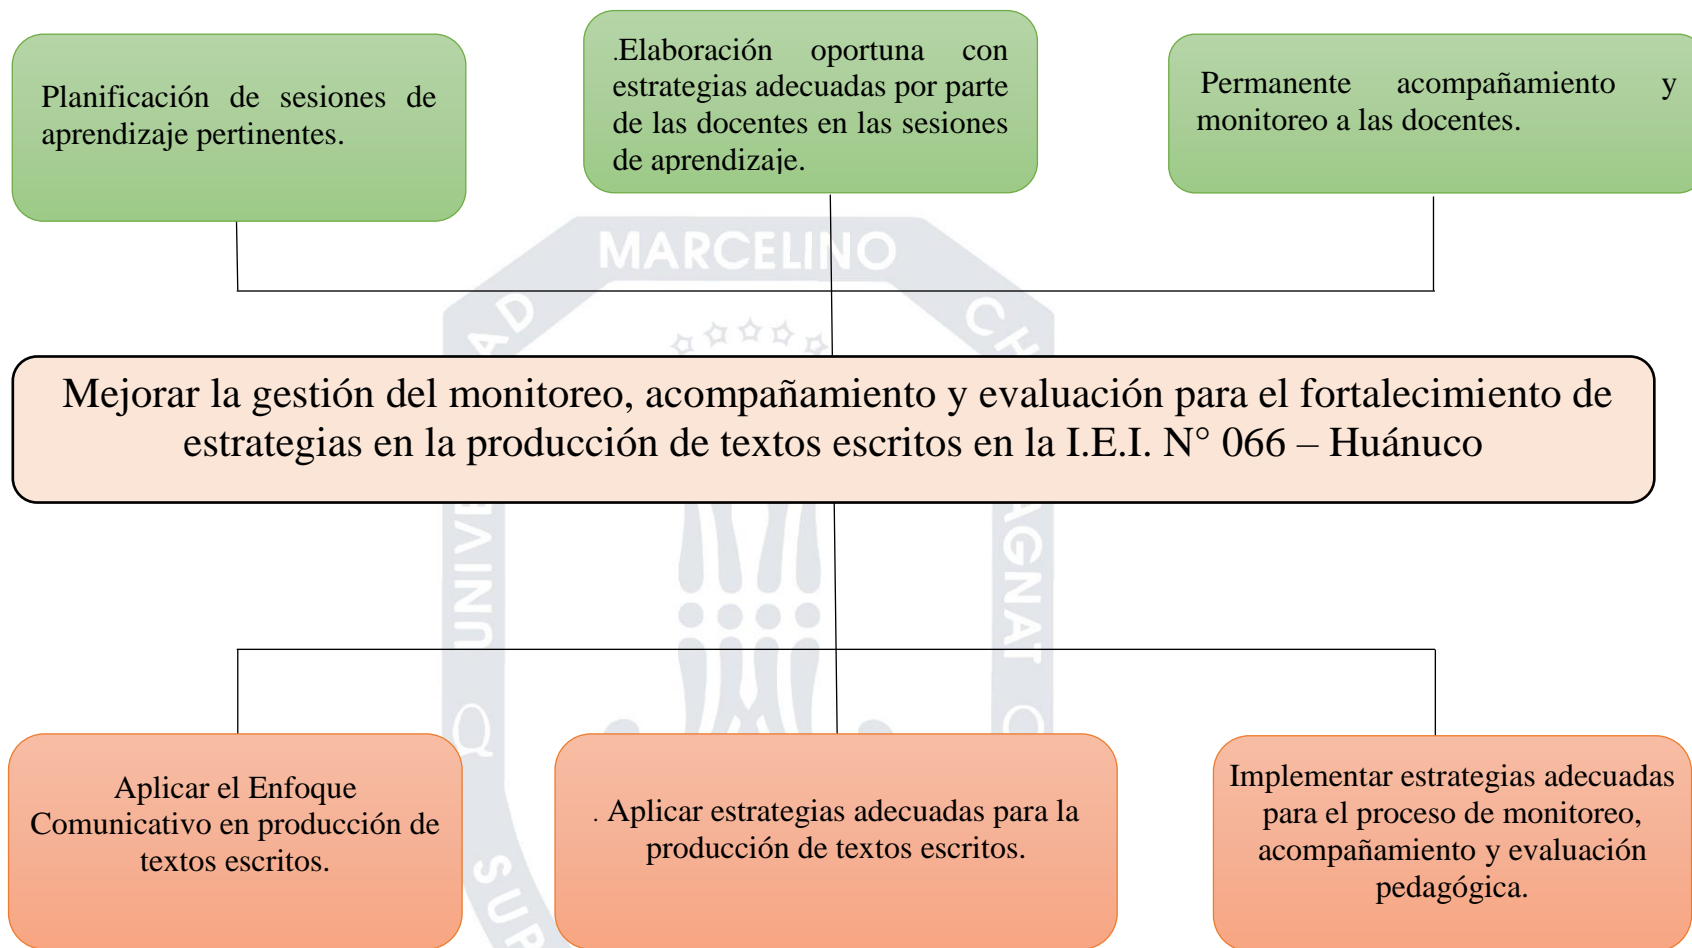 Planificación de sesiones de
aprendizaje pertinentes.
.Elaboración oportuna con
estrategias adecuadas por parte
de las docentes en las sesiones
de aprendizaje.
Permanente acompañamiento y
monitoreo a las docentes.
MARCELINO
Mejorar la gestión del monitoreo, acompañamiento y evaluación para el fortalecimiento de
estrategias en la producción de textos escritos en la I.E.I. N° 066 – Huánuco
Aplicar el Enfoque
Comunicativo en producción de
textos escritos.
. Aplicar estrategias adecuadas para la
producción de textos escritos.
Implementar estrategias adecuadas
para el proceso de monitoreo,
acompañamiento y evaluación
pedagógica.